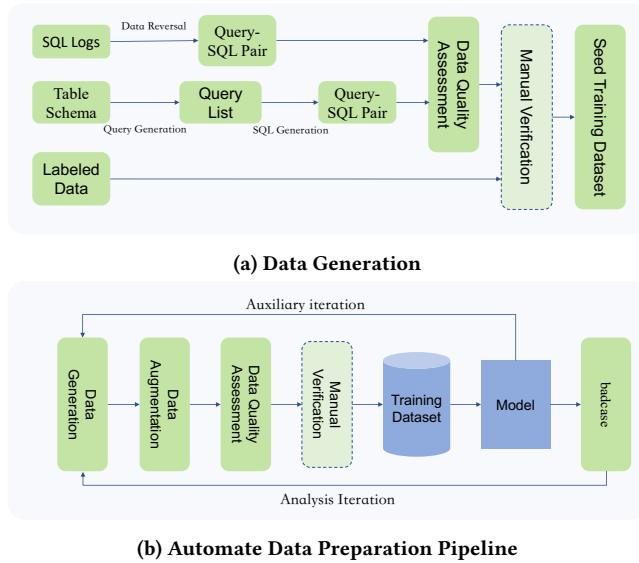 SQL Logs
Data Reversal
Query-
SQL Pair
Table
Schema
Query Generation
Query
List
SQL Generation
Query-
SQL Pair
Labeled
Data
Data Quality
Assessment
Manual Verification
Seed Training Dataset
(a) Data Generation
Auxiliary iteration
Data
Generation
Data
Augmentation
Data Quality
Assessment
Manual
Verification
Training
Dataset
Model
badcase
Analysis Iteration
(b) Automate Data Preparation Pipeline